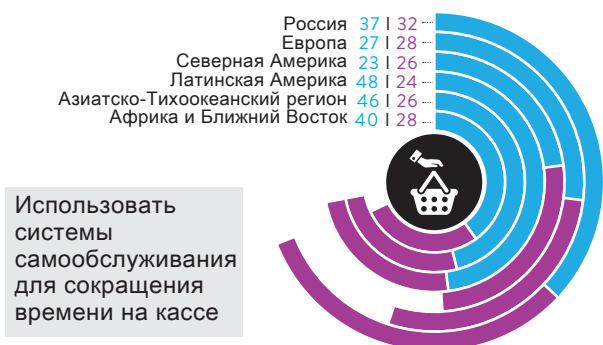 Россия 37 | 32
Европа 27 | 28
Северная Америка 23 | 26
Латинская Америка 48 | 24
Азиатско-Тихоокеанский регион 46 | 26
Африка и Ближний Восток 40 | 28
Использовать
системы
самообслуживания
для сокращения
времени на кассе